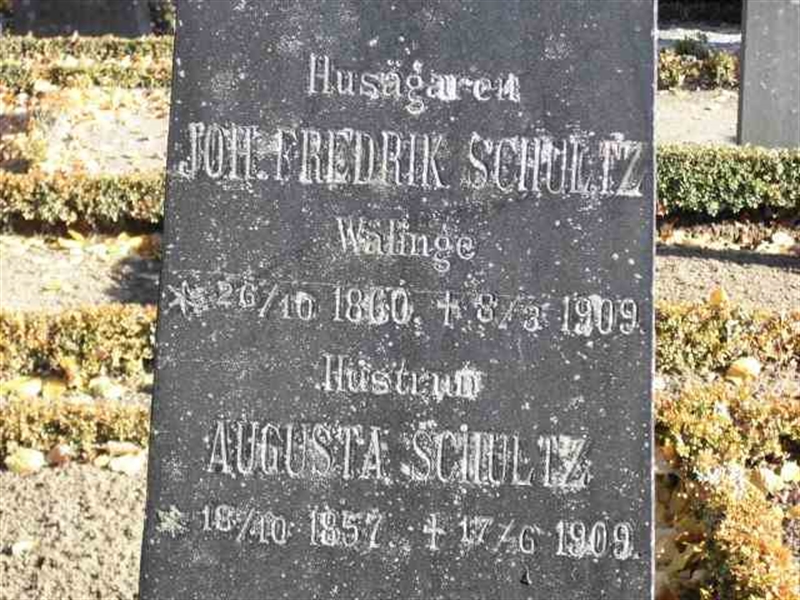 Husägaren
JOH. FREDRIK SCHULTZ
Wälinge
* 26/10 1860. † 8/3 1909.
Hustrun
AUGUSTA SCHULTZ
* 18/10 1857. † 17/6 1909.